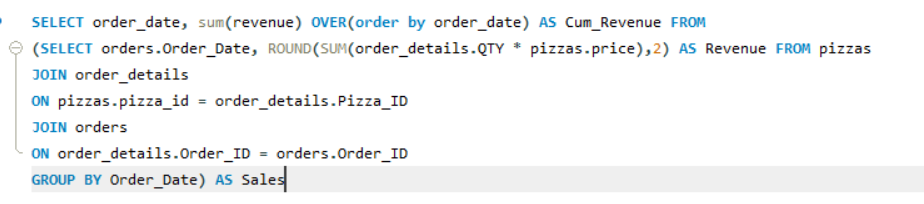 SELECT order_date, sum(revenue) OVER(order by order_date) AS Cum_Revenue FROM
(SELECT orders.Order_Date, ROUND(SUM(order_details.QTY * pizzas.price),2) AS Revenue FROM pizzas
JOIN order_details
ON pizzas.pizza_id = order_details.Pizza_ID
JOIN orders
ON order_details.Order_ID = orders.Order_ID
GROUP BY Order_Date) AS Sales